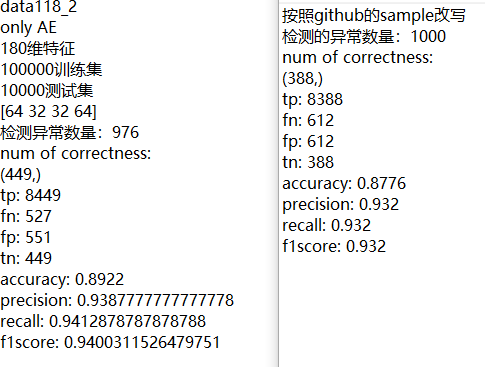 data118_2
only AE
180维特征
100000训练集
10000测试集
[64 32 32 64]
检测异常数量：976
num of correctness:
(449,)
tp: 8449
fn: 527
fp: 551
tn: 449
accuracy: 0.8922
precision: 0.9387777777777778
recall: 0.9412878787878788
f1score: 0.9400311526479751
按照github的sample改写
检测的异常数量：1000
num of correctness:
(388,)
tp: 8388
fn: 612
fp: 612
tn: 388
accuracy: 0.8776
precision: 0.932
recall: 0.932
f1score: 0.932